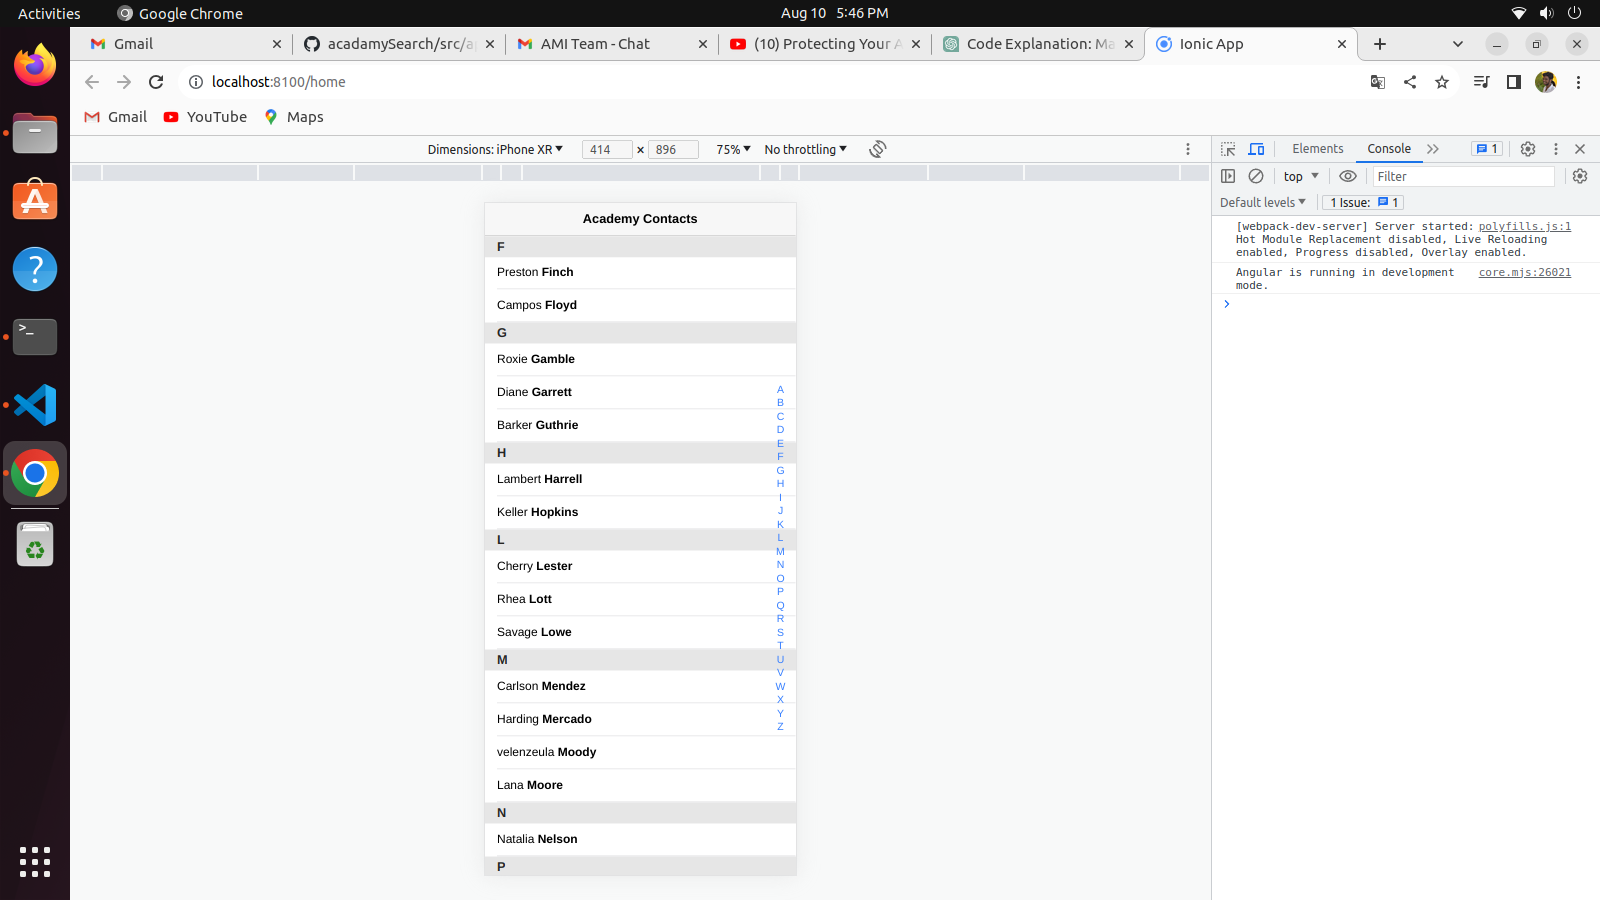 Activities
Google Chrome
Aug 10 5:46 PM
Gmail
acadamySearch/src/a
AMI Team - Chat
(10) Protecting Your A
Code Explanation: Ma
Ionic App
localhost:8100/home
Gmail
YouTube
Maps
Dimensions: iPhone XR
414 × 896
75%
No throttling
Elements
Console
1
top
Filter
Default levels
1 Issue: 1
[webpack-dev-server] Server started: polyfills.js:1
Hot Module Replacement disabled, Live Reloading
enabled, Progress disabled, Overlay enabled.
Angular is running in development core.mjs:26021
mode.
Academy Contacts
F
Preston Finch
Campos Floyd
G
Roxie Gamble
Diane Garrett
Barker Guthrie
H
Lambert Harrell
Keller Hopkins
L
Cherry Lester
Rhea Lott
Savage Lowe
M
Carlson Mendez
Harding Mercado
velenzeula Moody
Lana Moore
N
Natalia Nelson
P
A
B
C
D
E
F
G
H
I
J
K
L
M
N
O
P
Q
R
S
T
U
V
W
X
Y
Z